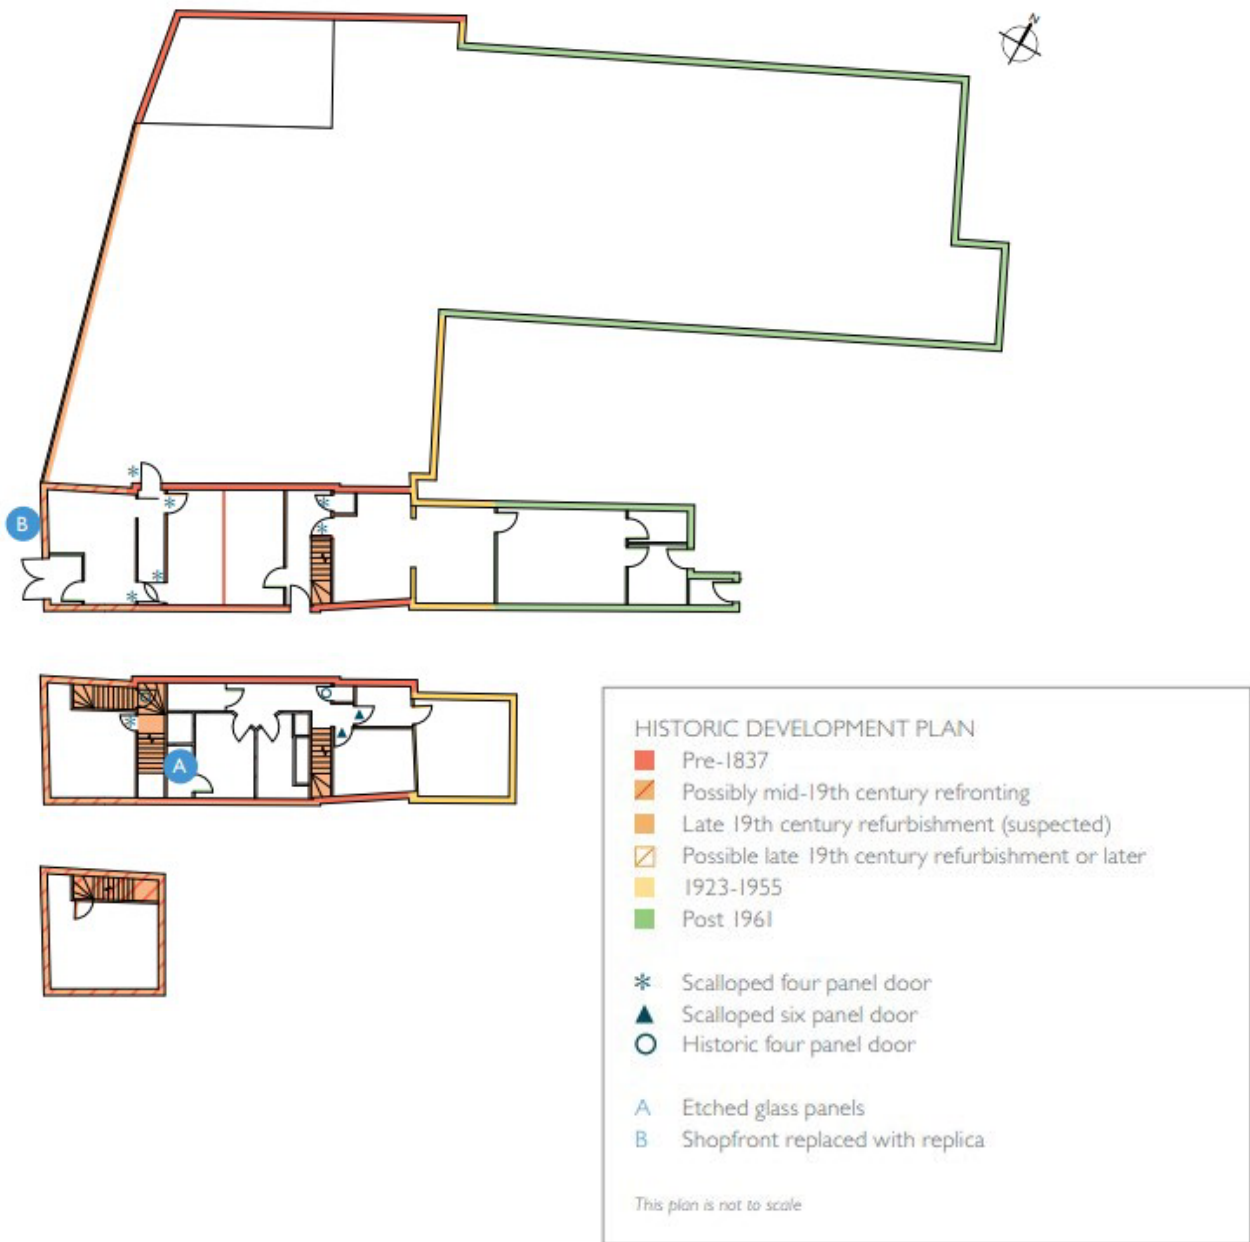 N
B
A
HISTORIC DEVELOPMENT PLAN
Pre-1837
Possibly mid-19th century refronting
Late 19th century refurbishment (suspected)
Possible late 19th century refurbishment or later
1923-1955
Post 1961
Scalloped four panel door
Scalloped six panel door
Historic four panel door
A Etched glass panels
B Shopfront replaced with replica
This plan is not to scale